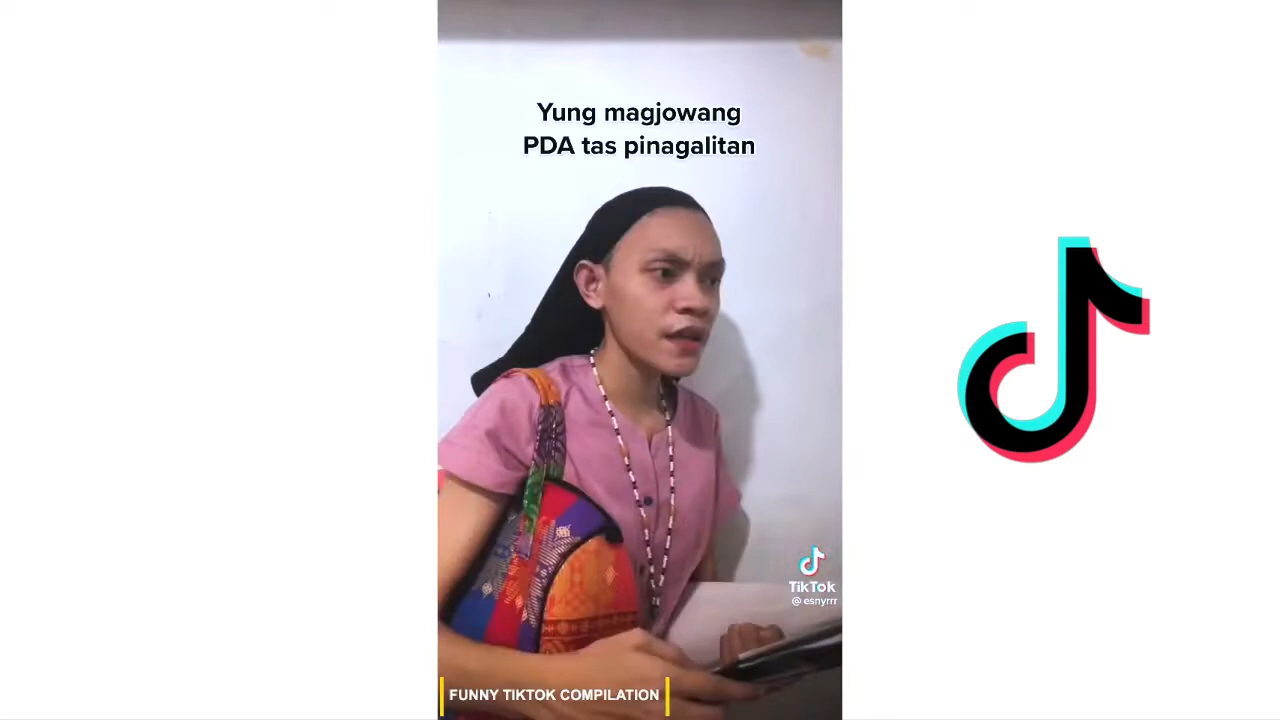 Yung magjowang
PDA tas pinagalitan
TikTok
@esnyrrr
FUNNY TIKTOK COMPILATION